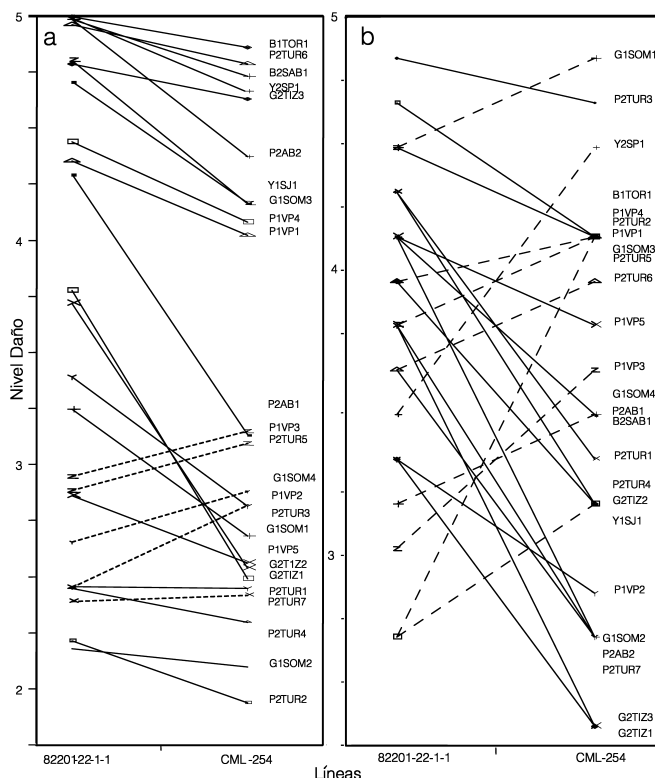 a
5
4
3
2
Nivel Daño
B1TOR1
P2TUR6
B2SAB1
Y2SP1
G2TIZ3
P2AB2
Y1SJ1
G1SOM3
P1VP4
P1VP1
P2AB1
P1VP3
P2TUR5
G1SOM4
P1VP2
P2TUR3
G1SOM1
P1VP5
G2T1Z2
G2TIZ1
P2TUR1
P2TUR7
P2TUR4
G1SOM2
P2TUR2
82201-22-1-1
CML-254
b
5
4
3
2
G1SOM1
P2TUR3
Y2SP1
B1TOR1
P1VP4
P2TUR2
P1VP1
G1SOM3
P2TUR5
P2TUR6
P1VP5
P1VP3
G1SOM4
P2AB1
B2SAB1
P2TUR1
P2TUR4
G2TIZ2
Y1SJ1
P1VP2
G1SOM2
P2AB2
P2TUR7
G2TIZ3
G2TIZ1
82201-22-1-1
CML-254
Líneas